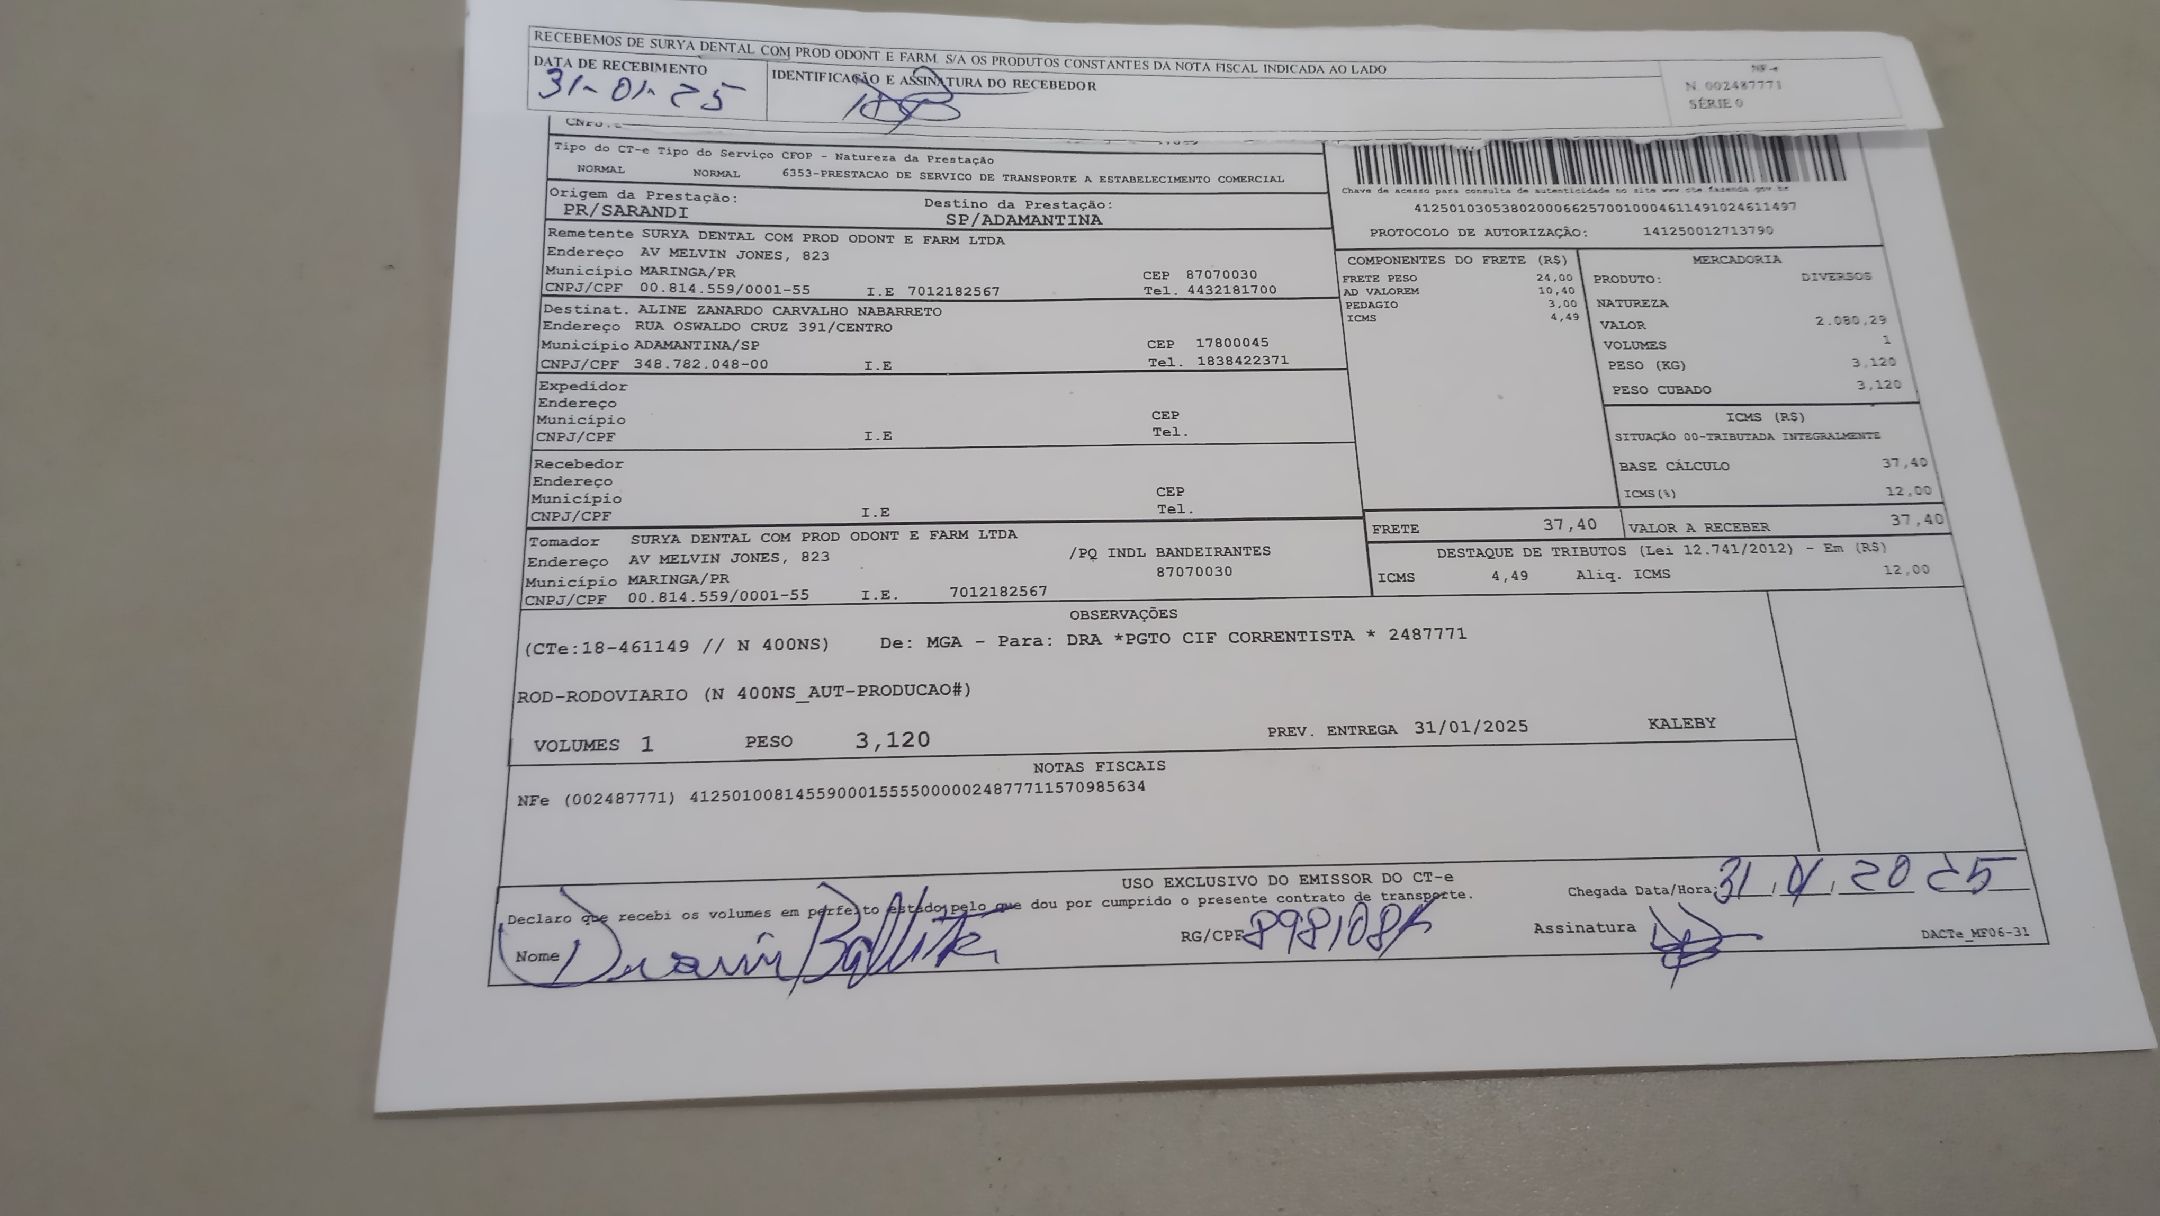 RECEBEMOS DE SURYA DENTAL COM PROD ODONT E FARM. S/A OS PRODUTOS CONSTANTES DA NOTA FISCAL INDICADA AO LADO
DATA DE RECEBIMENTO
31-01-25
IDENTIFICAÇÃO E ASSINATURA DO RECEBEDOR
NF-e
N. 002487771
SÉRIE 0
Tipo do CT-e Tipo do Serviço CFOP - Natureza da Prestação
NORMAL NORMAL 6353-PRESTACAO DE SERVICO DE TRANSPORTE A ESTABELECIMENTO COMERCIAL
Origem da Prestação: Destino da Prestação:
PR/SARANDI SP/ADAMANTINA
Chave de acesso para consulta de autenticidade no site www.cte.fazenda.gov.br
41250103053802000662570010004611491024611497
PROTOCOLO DE AUTORIZAÇÃO: 141250012713790
Remetente SURYA DENTAL COM PROD ODONT E FARM LTDA
Endereço AV MELVIN JONES, 823
Município MARINGA/PR CEP 87070030
CNPJ/CPF 00.814.559/0001-55 I.E 7012182567 Tel. 4432181700
Destinat. ALINE ZANARDO CARVALHO NABARRETO
Endereço RUA OSWALDO CRUZ 391/CENTRO
Município ADAMANTINA/SP CEP 17800045
CNPJ/CPF 348.782.048-00 I.E Tel. 1838422371
Expedidor
Endereço
Município CEP
CNPJ/CPF I.E Tel.
Recebedor
Endereço
Município CEP
CNPJ/CPF I.E Tel.
Tomador SURYA DENTAL COM PROD ODONT E FARM LTDA
Endereço AV MELVIN JONES, 823 /PQ INDL BANDEIRANTES
Município MARINGA/PR 87070030
CNPJ/CPF 00.814.559/0001-55 I.E. 7012182567
COMPONENTES DO FRETE (R$)
FRETE PESO 24,00
AD VALOREM 10,40
PEDAGIO 3,00
ICMS 4,49
MERCADORIA
PRODUTO: DIVERSOS
NATUREZA
VALOR 2.080,29
VOLUMES 1
PESO (KG) 3,120
PESO CUBADO 3,120
ICMS (R$)
SITUAÇÃO 00-TRIBUTADA INTEGRALMENTE
BASE CÁLCULO 37,40
ICMS(%) 12,00
FRETE 37,40 VALOR A RECEBER 37,40
DESTAQUE DE TRIBUTOS (Lei 12.741/2012) - Em (R$)
ICMS 4,49 Aliq. ICMS 12,00
OBSERVAÇÕES
(CTe:18-461149 // N 400NS) De: MGA - Para: DRA *PGTO CIF CORRENTISTA * 2487771
ROD-RODOVIARIO (N 400NS_AUT-PRODUCAO#)
VOLUMES 1 PESO 3,120 PREV. ENTREGA 31/01/2025 KALEBY
NOTAS FISCAIS
NFe (002487771) 41250100814559000155550000024877711570985634
USO EXCLUSIVO DO EMISSOR DO CT-e
Declaro que recebi os volumes em perfeito estado pelo que dou por cumprido o presente contrato de transporte.
Chegada Data/Hora: 31/ / 2025
Nome
RG/CPF
Assinatura
DACTe_MF06-31